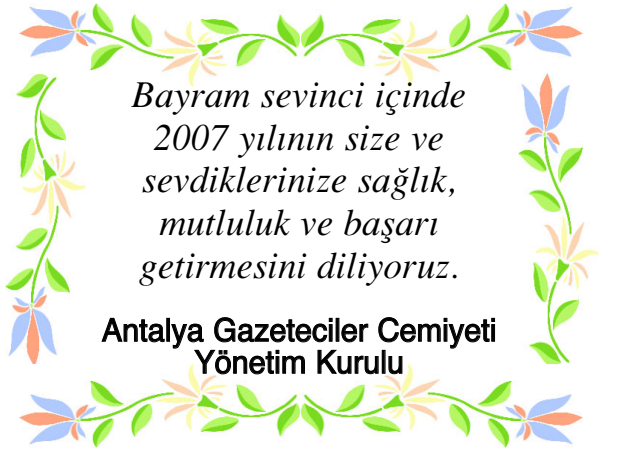 Bayram sevinci içinde
2007 yılının size ve
sevdiklerinize sağlık,
mutluluk ve başarı
getirmesini diliyoruz.
Antalya Gazeteciler Cemiyeti
Yönetim Kurulu